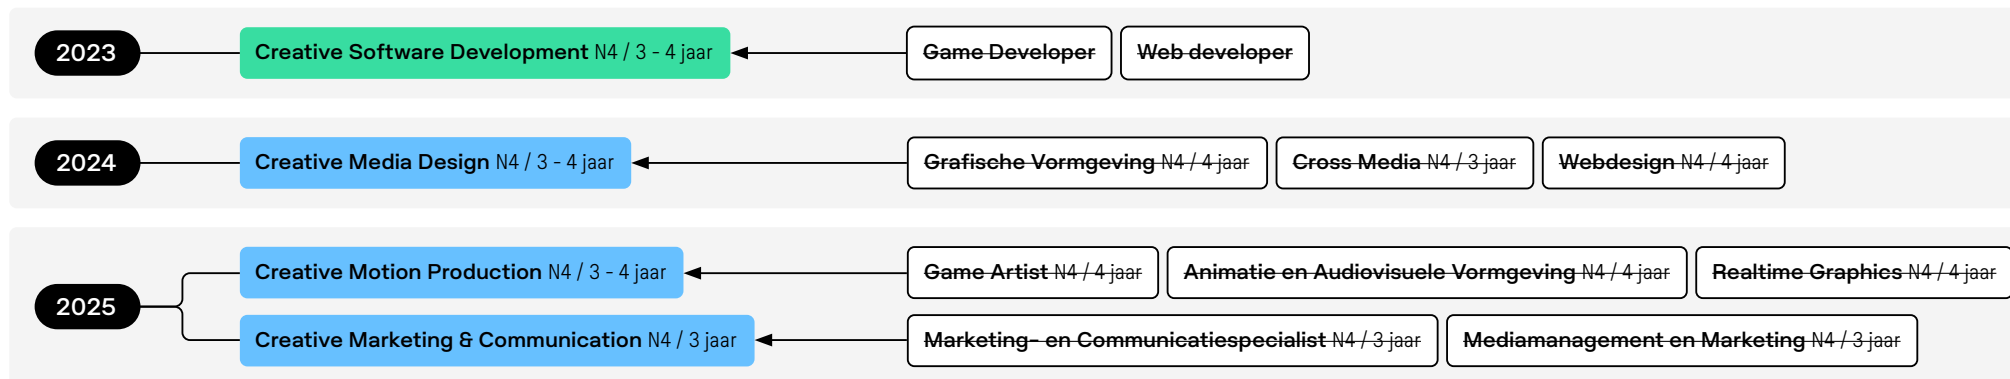 2023 Creative Software Development N4 / 3 - 4 jaar Game Developer Web developer
2024 Creative Media Design N4 / 3 - 4 jaar Grafische Vormgeving N4 / 4 jaar Cross Media N4 / 3 jaar Webdesign N4 / 4 jaar
2025
Creative Motion Production N4 / 3 - 4 jaar Game Artist N4 / 4 jaar Animatie en Audiovisuele Vormgeving N4 / 4 jaar Realtime Graphics N4 / 4 jaar
Creative Marketing & Communication N4 / 3 jaar Marketing- en Communicatiespecialist N4 / 3 jaar Mediamanagement en Marketing N4 / 3 jaar